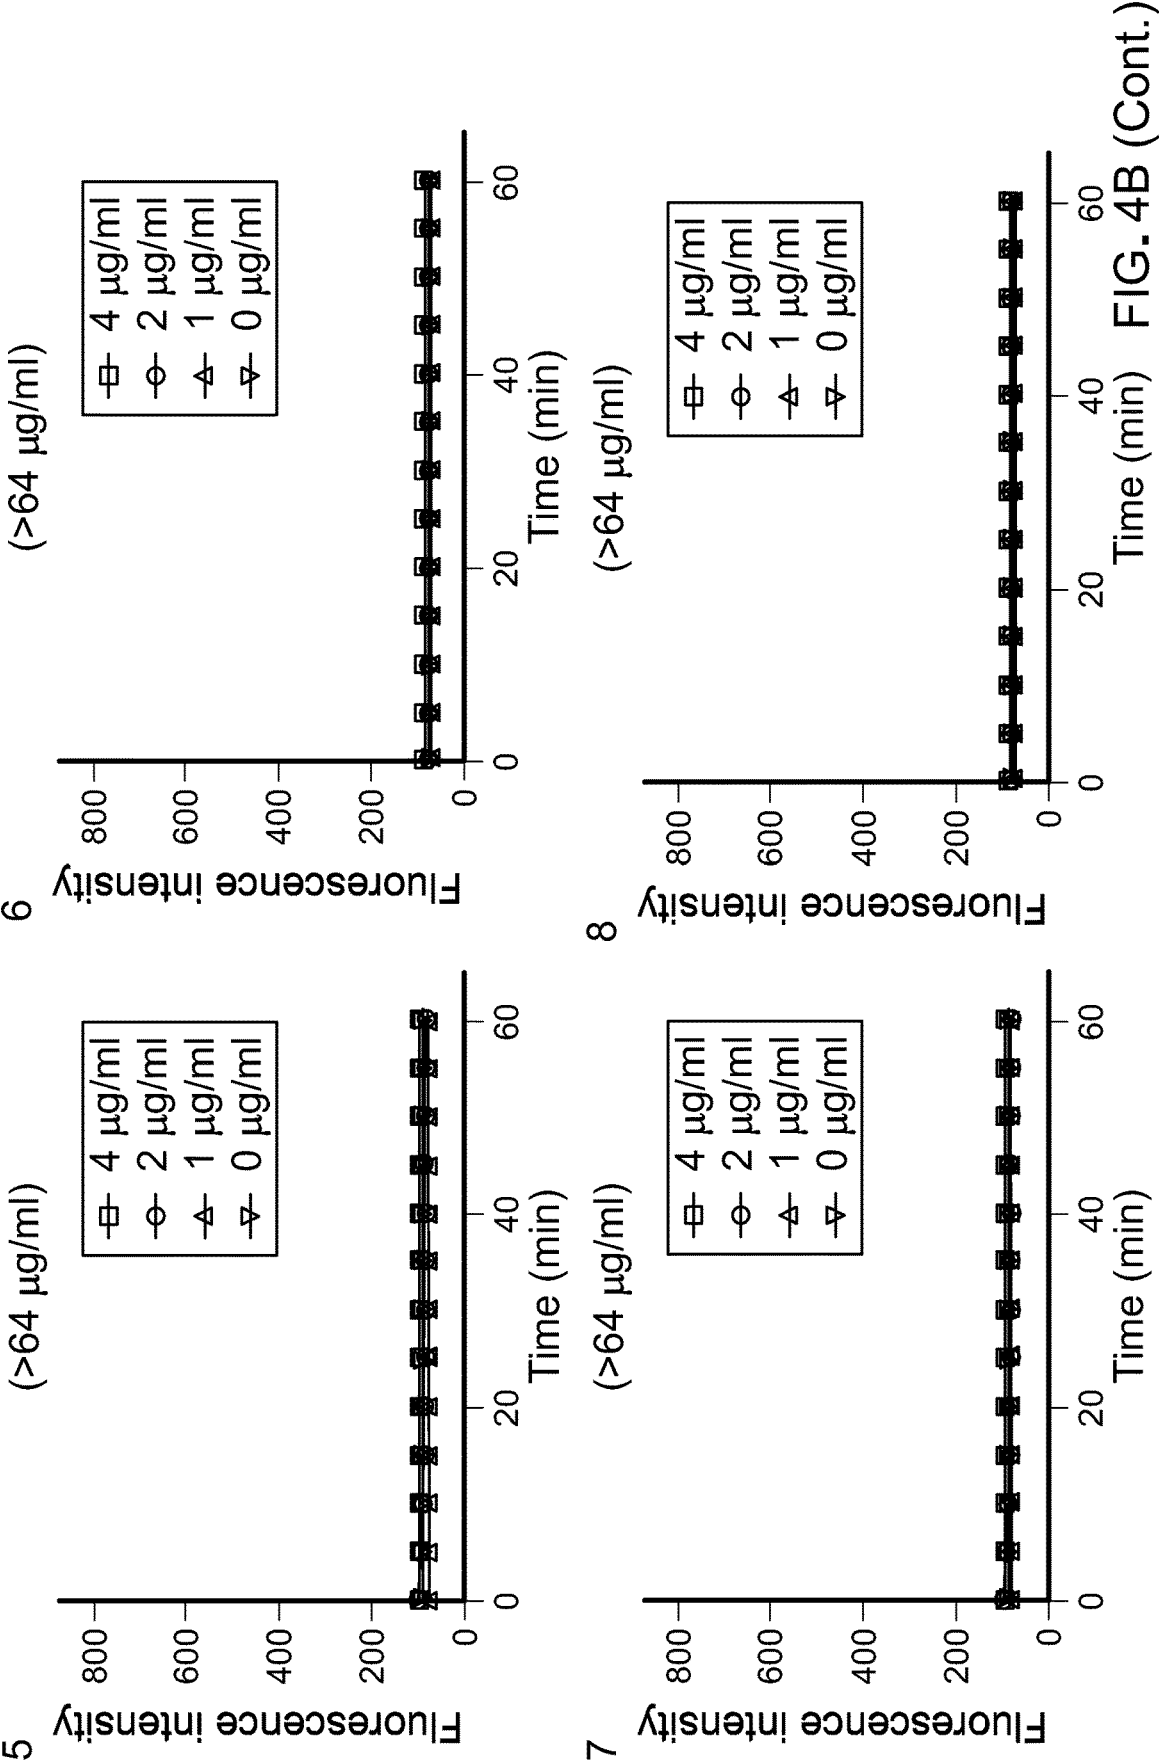 5
(>64 µg/ml)
Fluorescence intensity
800
600
400
200
0
4 µg/ml
2 µg/ml
1 µg/ml
0 µg/ml
0
20
40
60
Time (min)
6
(>64 µg/ml)
Fluorescence intensity
800
600
400
200
0
4 µg/ml
2 µg/ml
1 µg/ml
0 µg/ml
0
20
40
60
Time (min)
7
(>64 µg/ml)
Fluorescence intensity
800
600
400
200
0
4 µg/ml
2 µg/ml
1 µg/ml
0 µg/ml
0
20
40
60
Time (min)
8
(>64 µg/ml)
Fluorescence intensity
800
600
400
200
0
4 µg/ml
2 µg/ml
1 µg/ml
0 µg/ml
0
20
40
60
Time (min)
FIG. 4B (Cont.)